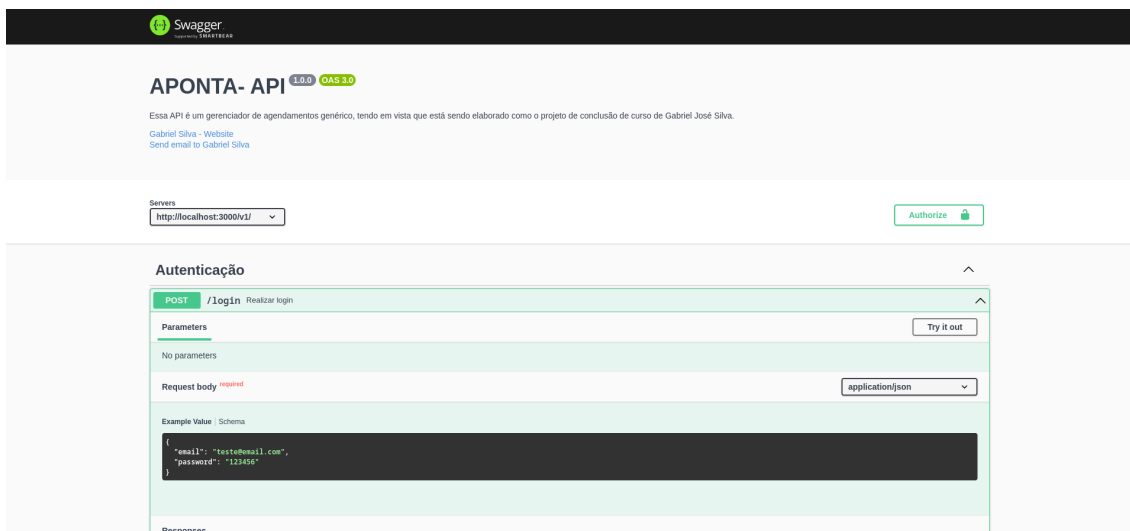 Swagger
Supported by SMARTBEAR
APONTA- API 1.0.0 OAS 3.0
Essa API é um gerenciador de agendamentos genérico, tendo em vista que está sendo elaborado como o projeto de conclusão de curso de Gabriel José Silva.
Gabriel Silva - Website
Send email to Gabriel Silva
Servers
http://localhost:3000/v1/
Authorize
Autenticação
POST /login Realizar login
Parameters
Try it out
No parameters
Request body required
application/json
Example Value | Schema
{
"email": "teste@email.com",
"password": "123456"
}
Responses